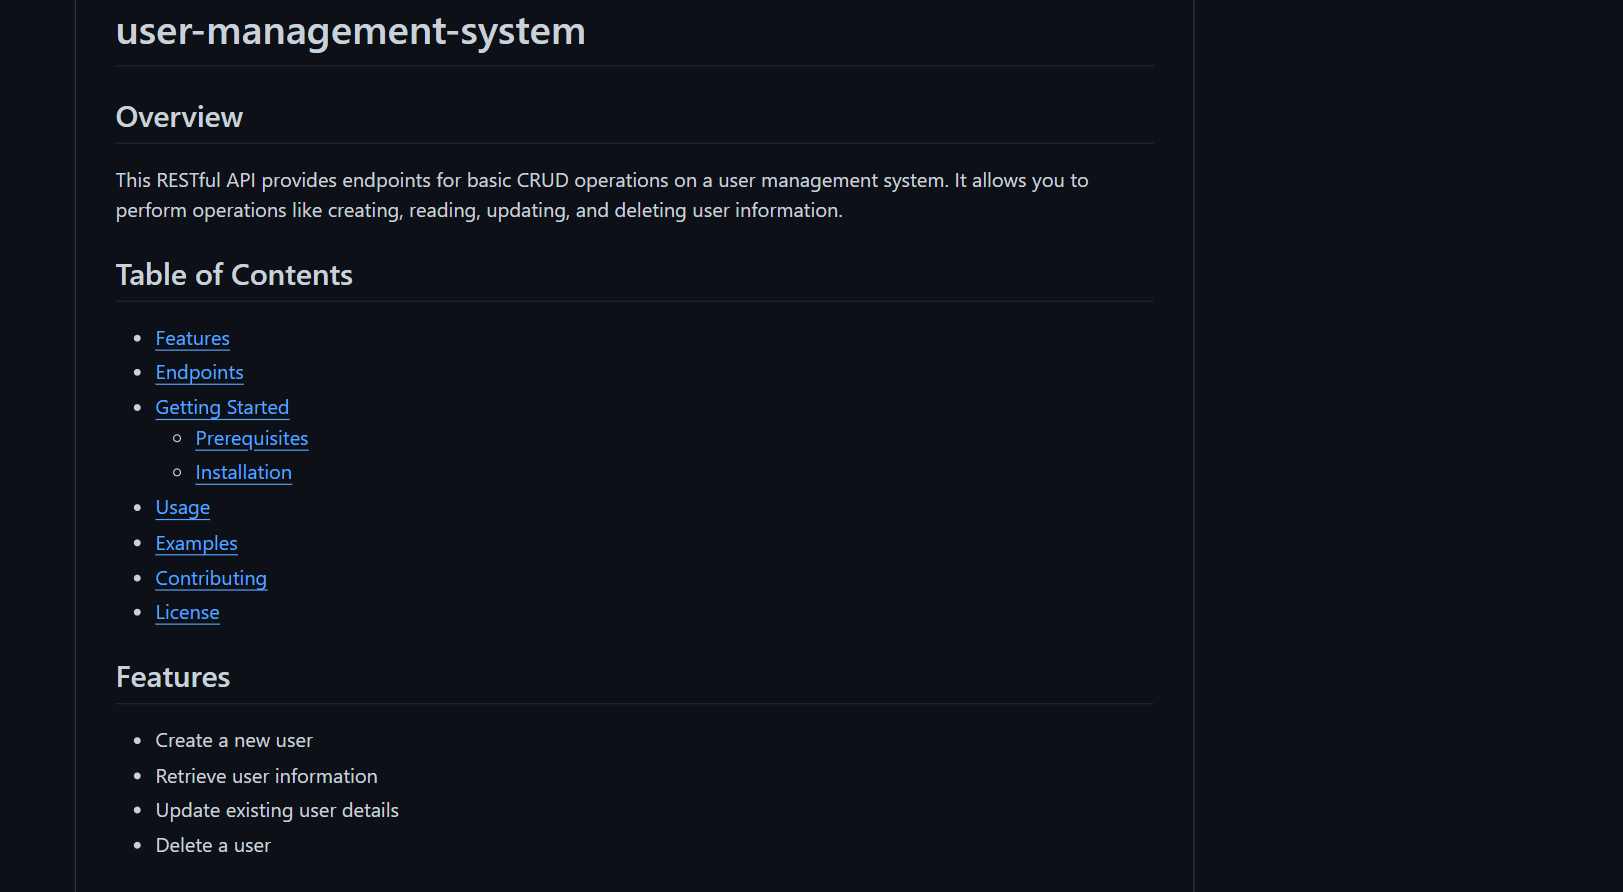 user-management-system
Overview
This RESTful API provides endpoints for basic CRUD operations on a user management system. It allows you to
perform operations like creating, reading, updating, and deleting user information.
Table of Contents
Features
Endpoints
Getting Started
Prerequisites
Installation
Usage
Examples
Contributing
License
Features
Create a new user
Retrieve user information
Update existing user details
Delete a user